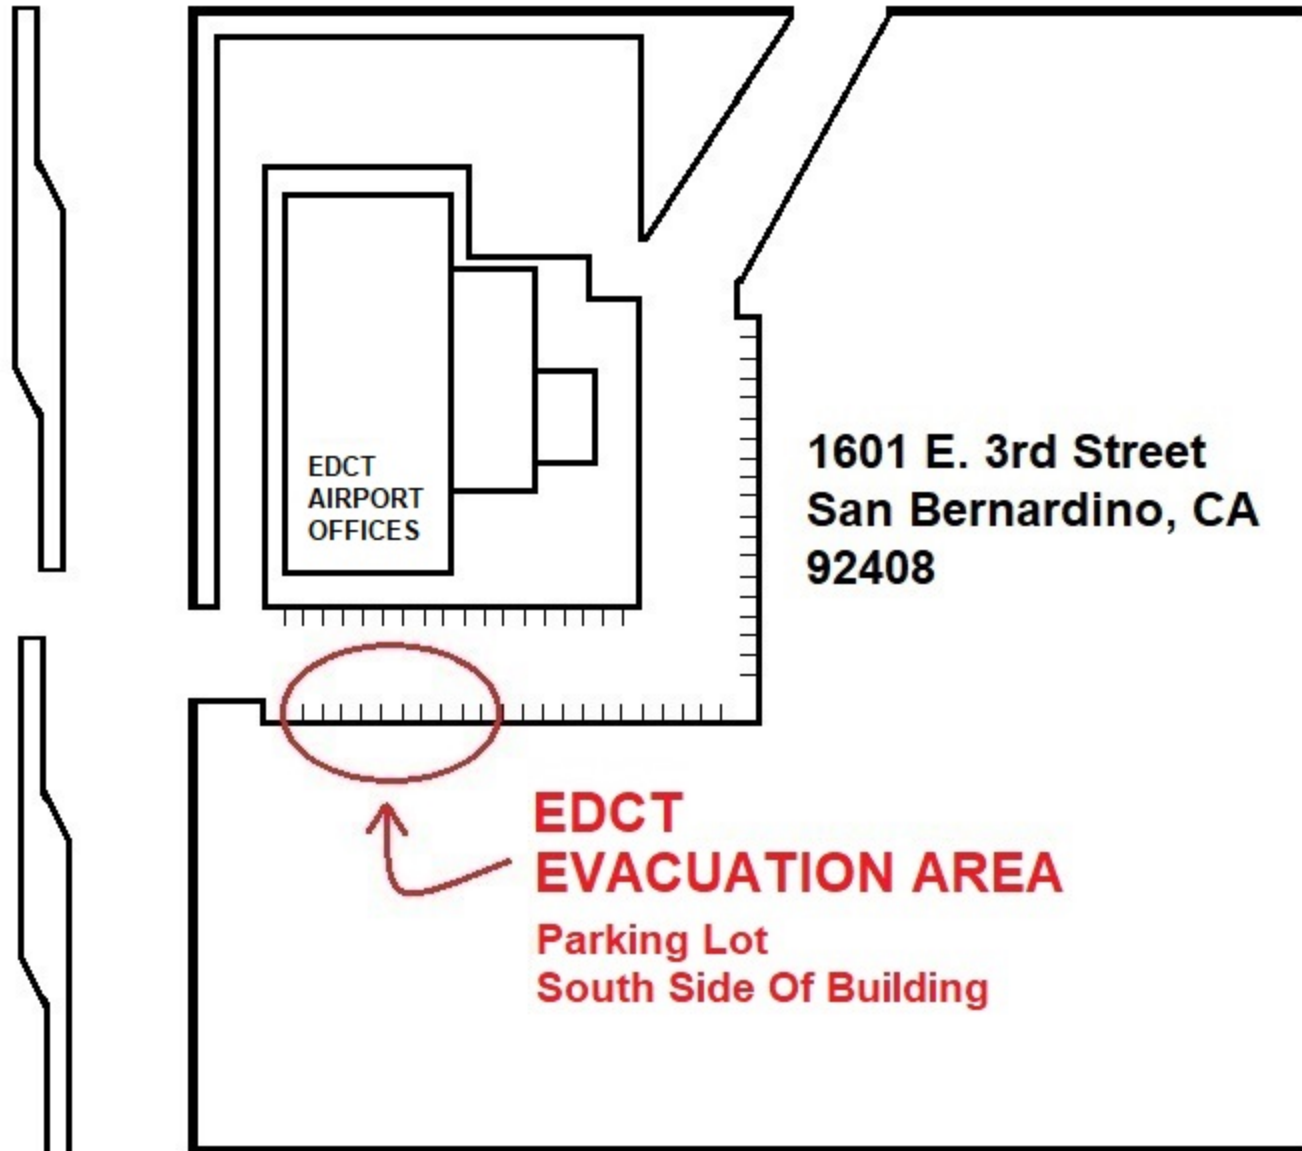 EDCT
AIRPORT
OFFICES
1601 E. 3rd Street
San Bernardino, CA
92408
EDCT
EVACUATION AREA
Parking Lot
South Side Of Building